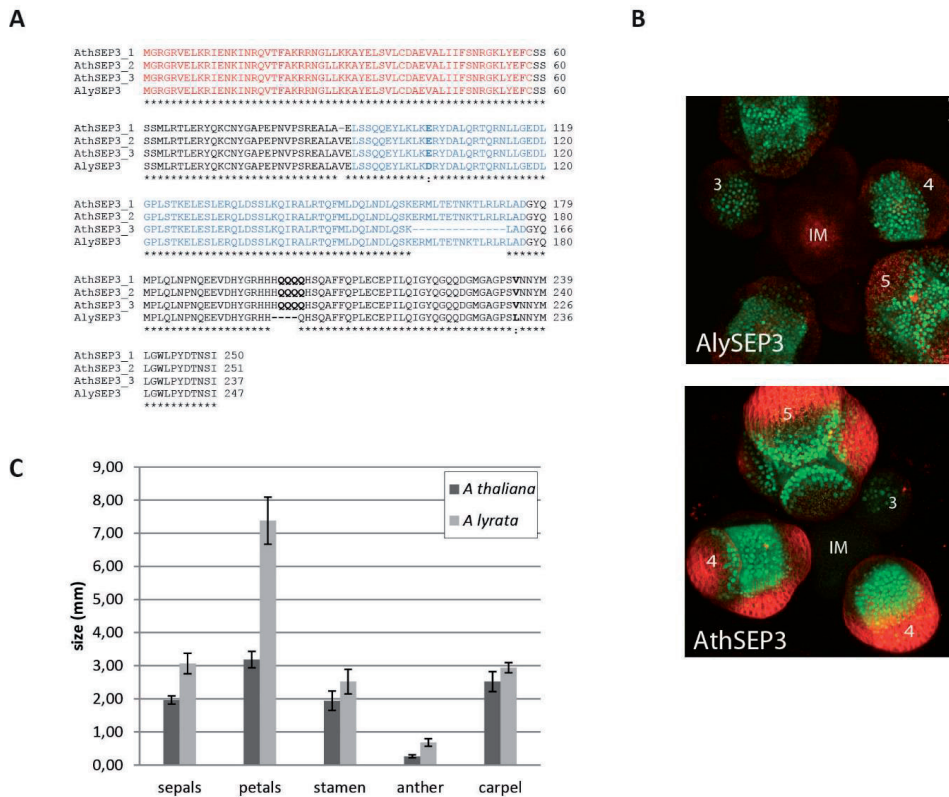 A
AthSEP3_1 MGRGRVELKRIENKINRQVTFAKRRNGLLKKAYELSVLCDAEVALIIFSNRGKLYEFCSS 60
AthSEP3_2 MGRGRVELKRIENKINRQVTFAKRRNGLLKKAYELSVLCDAEVALIIFSNRGKLYEFCSS 60
AthSEP3_3 MGRGRVELKRIENKINRQVTFAKRRNGLLKKAYELSVLCDAEVALIIFSNRGKLYEFCSS 60
AlySEP3 MGRGRVELKRIENKINRQVTFAKRRNGLLKKAYELSVLCDAEVALIIFSNRGKLYEFCSS 60
************************************************************
AthSEP3_1 SSMLRTLERYQKCNYGAPEPNVPSREALA-ELSSQQEYLKLKERYDALQRTQRNLLGEDL 119
AthSEP3_2 SSMLRTLERYQKCNYGAPEPNVPSREALAVELSSQQEYLKLKERYDALQRTQRNLLGEDL 120
AthSEP3_3 SSMLRTLERYQKCNYGAPEPNVPSREALAVELSSQQEYLKLKERYDALQRTQRNLLGEDL 120
AlySEP3 SSMLRTLERYQKCNYGAPEPNVPSREALAVELSSQQEYLKLKDRYDALQRTQRNLLGEDL 120
***************************** ************:*****************
AthSEP3_1 GPLSTKELESLERQLDSSLKQIRALRTQFMLDQLNDLQSKERMLTETNKTLRLRLADGYQ 179
AthSEP3_2 GPLSTKELESLERQLDSSLKQIRALRTQFMLDQLNDLQSKERMLTETNKTLRLRLADGYQ 180
AthSEP3_3 GPLSTKELESLERQLDSSLKQIRALRTQFMLDQLNDLQSK--------------LADGYQ 166
AlySEP3 GPLSTKELESLERQLDSSLKQIRALRTQFMLDQLNDLQSKERMLTETNKTLRLRLADGYQ 180
**************************************** ******
AthSEP3_1 MPLQLNPNQEEVDHYGRHHHQQQQHSQAFFQPLECEPILQIGYQGQQDGMGAGPSVNNYM 239
AthSEP3_2 MPLQLNPNQEEVDHYGRHHHQQQQHSQAFFQPLECEPILQIGYQGQQDGMGAGPSVNNYM 240
AthSEP3_3 MPLQLNPNQEEVDHYGRHHHQQQQHSQAFFQPLECEPILQIGYQGQQDGMGAGPSVNNYM 226
AlySEP3 MPLQLNPNQEEVDHYGRHH----QHSQAFFQPLECEPILQIGYQGQQDGMGAGPSLNNYM 236
******************* ********************************:****
AthSEP3_1 LGWLPYDTNSI 250
AthSEP3_2 LGWLPYDTNSI 251
AthSEP3_3 LGWLPYDTNSI 237
AlySEP3 LGWLPYDTNSI 247
***********
B
3
4
IM
5
AlySEP3
5
3
IM
4
4
AthSEP3
C
9,00
8,00
7,00
6,00
5,00
4,00
3,00
2,00
1,00
0,00
size (mm)
A thaliana
A lyrata
sepals petals stamen anther carpel